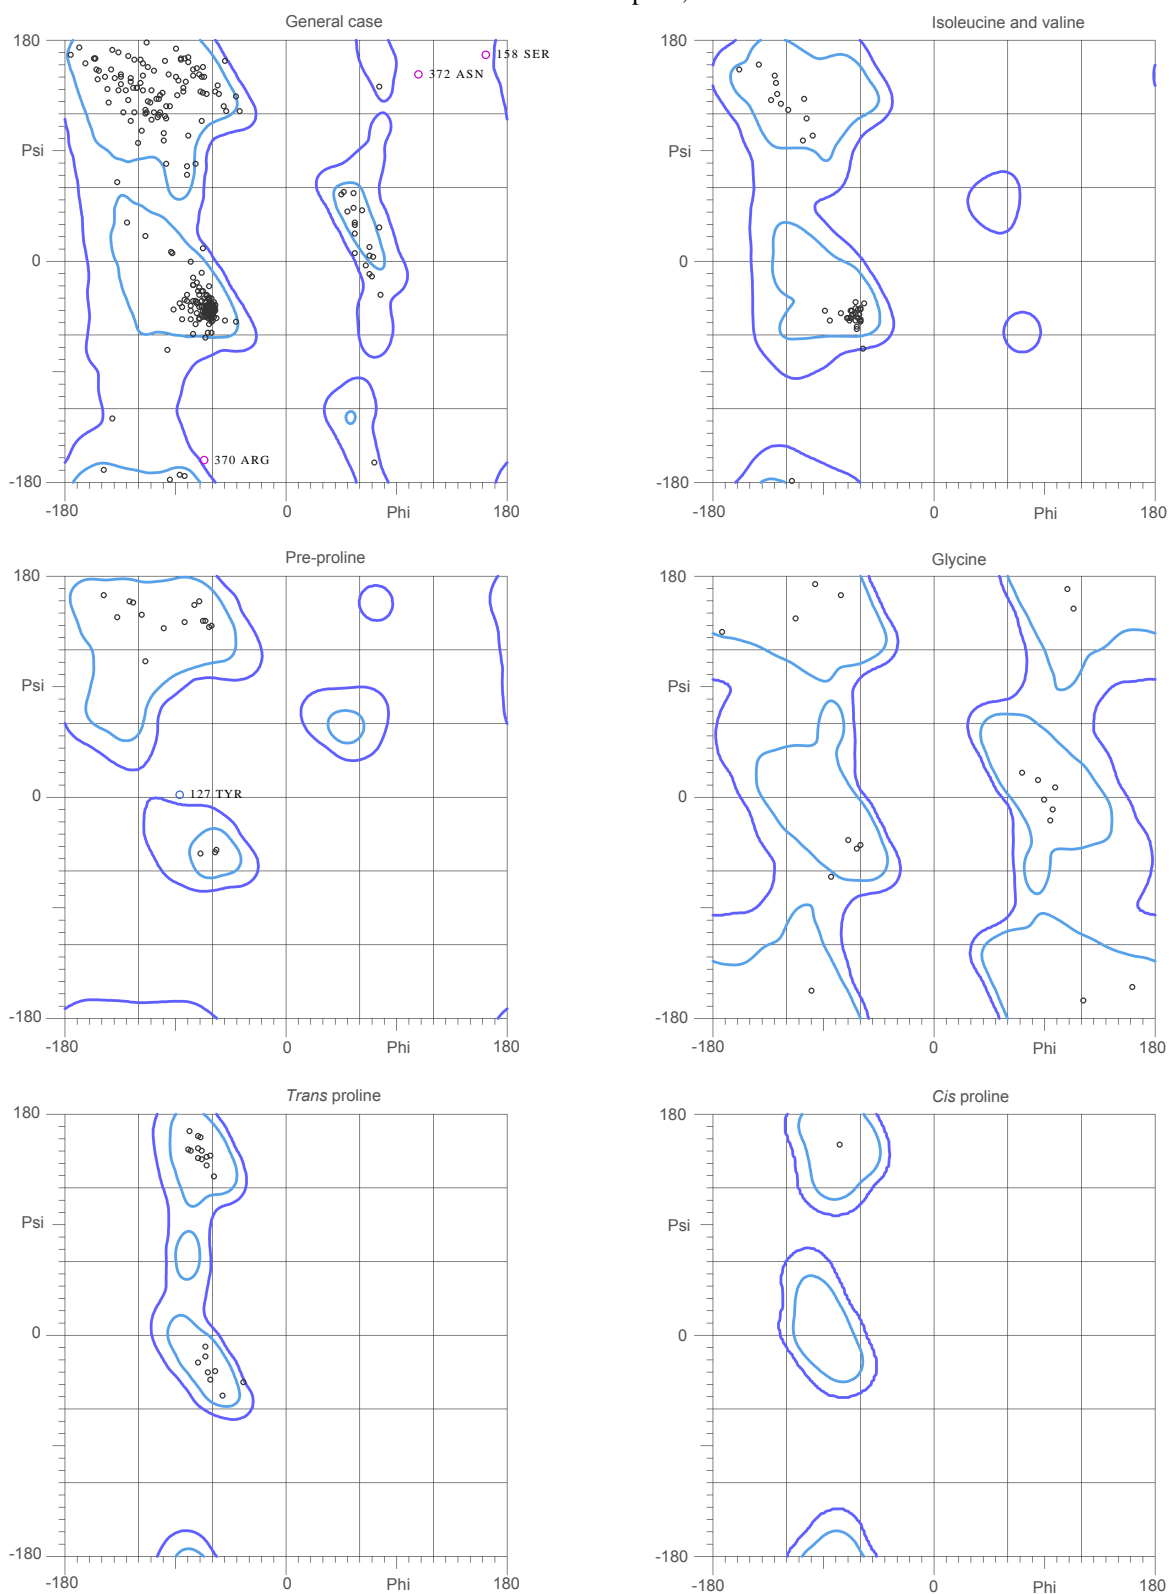 General case
Isoleucine and valine
180
158 SER
372 ASN
180
Psi
Psi
0
0
370 ARG
-180
-180
-180
0
Phi
180
-180
0
Phi
180
Pre-proline
Glycine
180
180
Psi
Psi
0
127 TYR
0
-180
-180
-180
0
Phi
180
-180
0
Phi
180
Trans proline
Cis proline
180
180
Psi
Psi
0
0
-180
-180
-180
0
Phi
180
-180
0
Phi
180